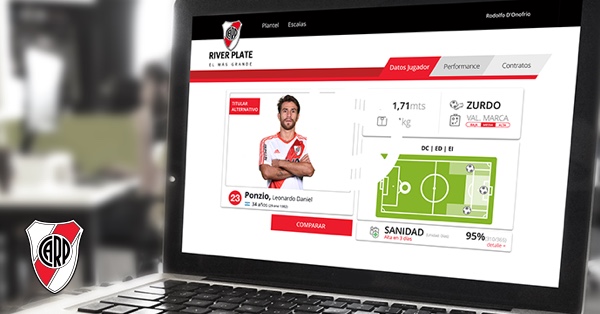 Plantel Escalas
Rodolfo D'Onofrio
CARP
RIVER PLATE
EL MÁS GRANDE
Datos Jugador Performance Contratos
TITULAR
ALTERNATIVO
1,71mts
kg
ZURDO
VAL. MARCA
DC | ED | EI
23 Ponzio, Leonardo Daniel
34 años
COMPARAR
SANIDAD
Alta en 3 días
95%
detalle
CARP